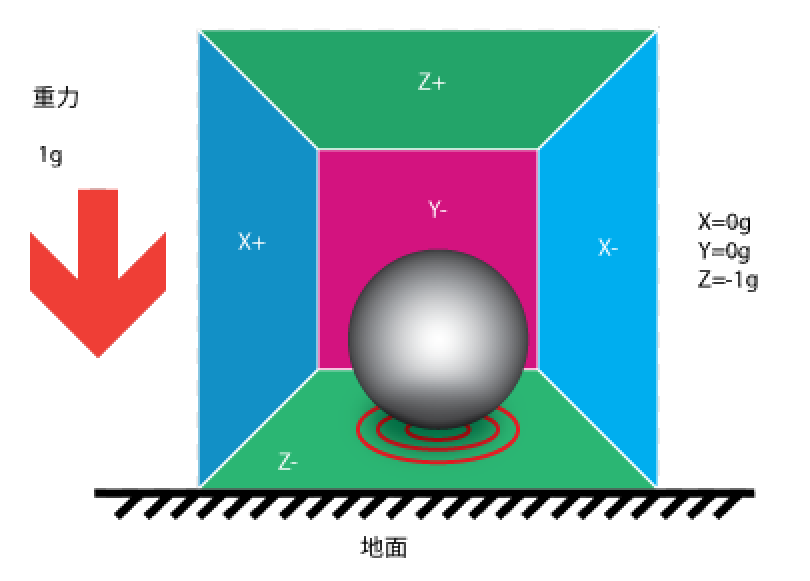 重力
1g
Z+
X+
Y-
X-
X=0g
Y=0g
Z=-1g
Z-
地面